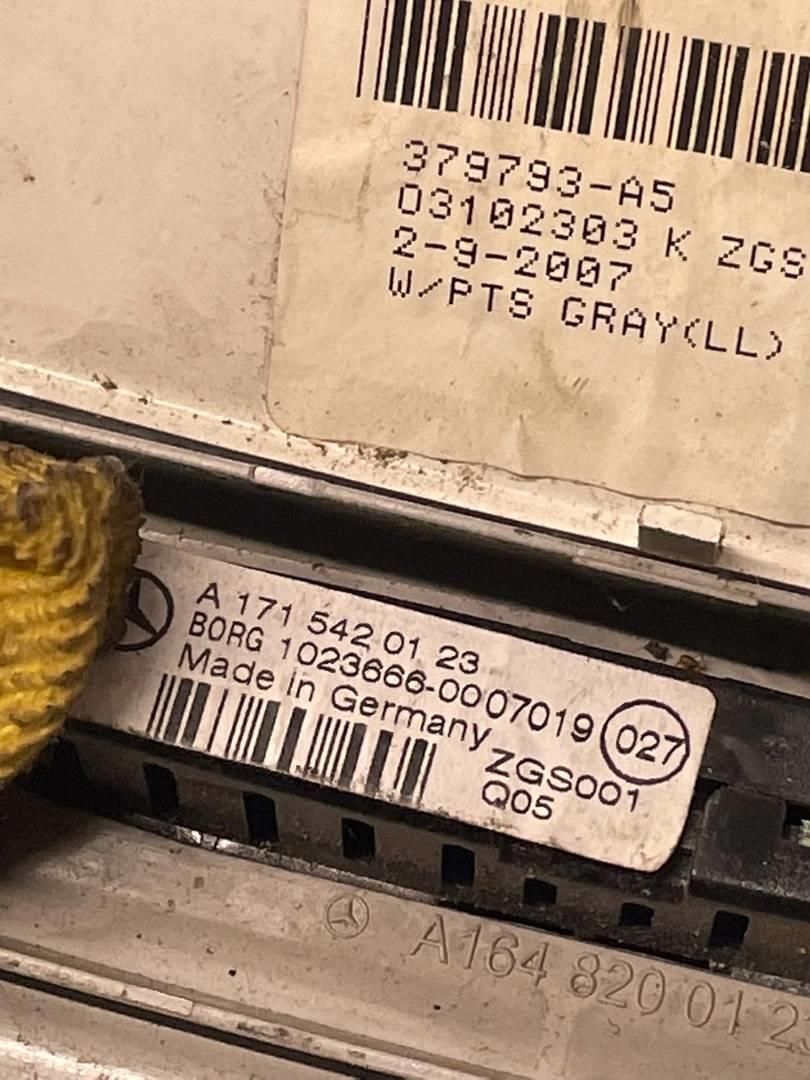 379793-A5
03102303 K ZGS
2-9-2007
W/PTS GRAY(LL)
A 171 542 01 23
BORG 1023666-0007019 027
Made in Germany
ZGS001
Q05
A164 820 01 2